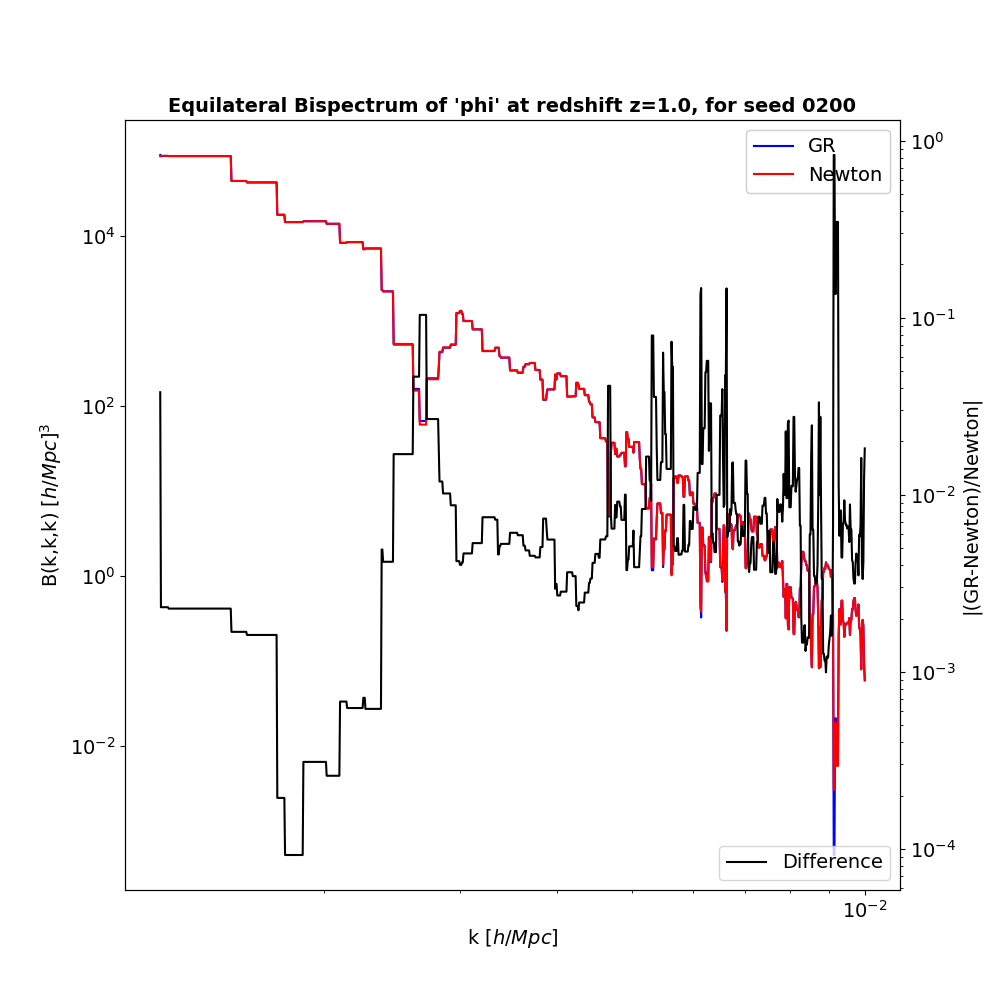 Equilateral Bispectrum of 'phi' at redshift z=1.0, for seed 0200
GR
Newton
10^0
10^-1
10^-2
10^-3
10^-4
|(GR-Newton)/Newton|
10^4
10^2
10^0
10^-2
B(k,k,k) [h/Mpc]^3
Difference
10^-2
k [h/Mpc]